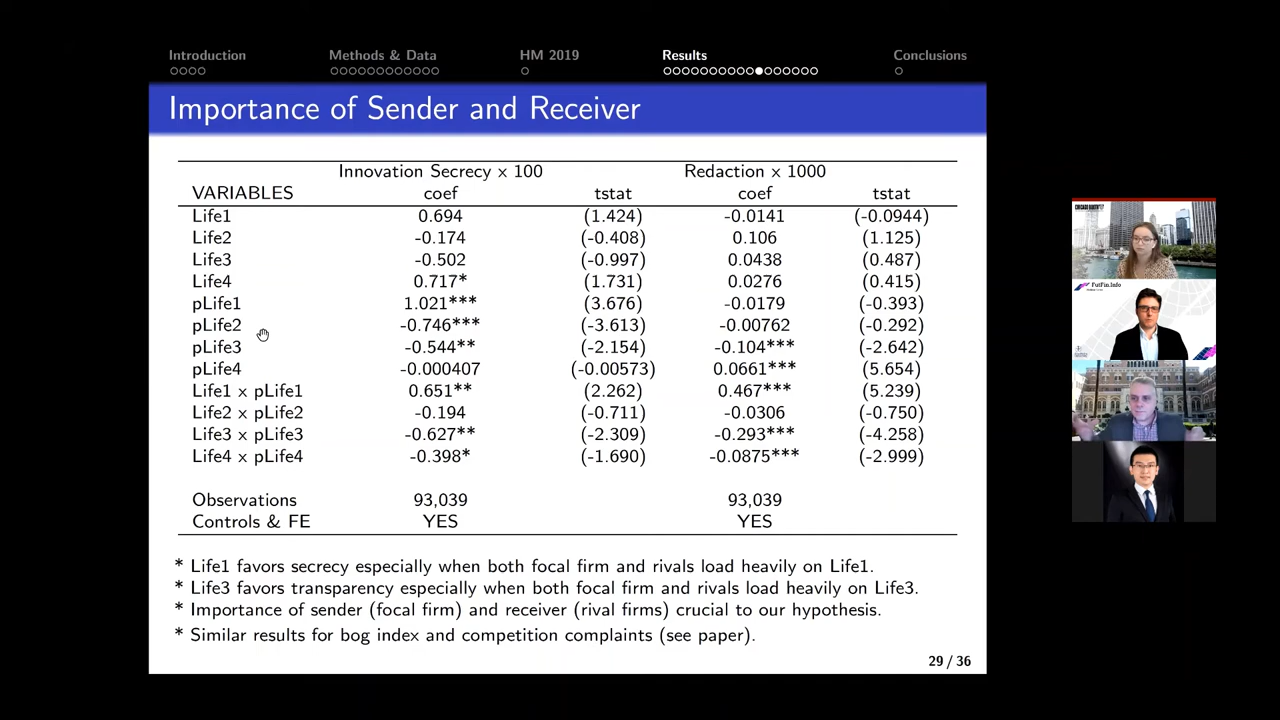 Introduction Methods & Data HM 2019 Results Conclusions
Importance of Sender and Receiver
Innovation Secrecy x 100 Redaction x 1000
VARIABLES coef tstat coef tstat
Life1 0.694 (1.424) -0.0141 (-0.0944)
Life2 -0.174 (-0.408) 0.106 (1.125)
Life3 -0.502 (-0.997) 0.0438 (0.487)
Life4 0.717* (1.731) 0.0276 (0.415)
pLife1 1.021*** (3.676) -0.0179 (-0.393)
pLife2 -0.746*** (-3.613) -0.00762 (-0.292)
pLife3 -0.544** (-2.154) -0.104*** (-2.642)
pLife4 -0.000407 (-0.00573) 0.0661*** (5.654)
Life1 x pLife1 0.651** (2.262) 0.467*** (5.239)
Life2 x pLife2 -0.194 (-0.711) -0.0306 (-0.750)
Life3 x pLife3 -0.627** (-2.309) -0.293*** (-4.258)
Life4 x pLife4 -0.398* (-1.690) -0.0875*** (-2.999)
Observations 93,039 93,039
Controls & FE YES YES
* Life1 favors secrecy especially when both focal firm and rivals load heavily on Life1.
* Life3 favors transparency especially when both focal firm and rivals load heavily on Life3.
* Importance of sender (focal firm) and receiver (rival firms) crucial to our hypothesis.
* Similar results for bog index and competition complaints (see paper).
29 / 36
CHICAGO BOOTH
FutFin.Info